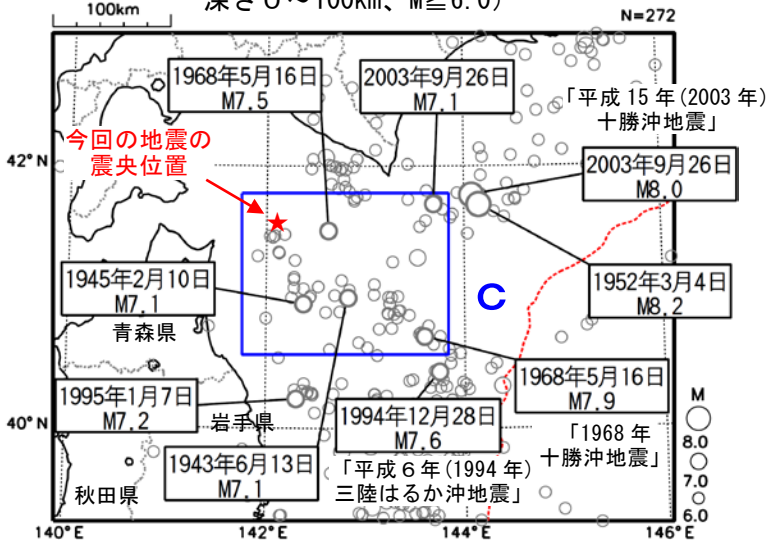 深さ0～100km、M≧6.0)
100km
N=272
1968年5月16日
M7.5
2003年9月26日
M7.1
「平成15年(2003年)
十勝沖地震」
今回の地震の
震央位置
42°N
2003年9月26日
M8.0
1945年2月10日
M7.1
C
1952年3月4日
M8.2
青森県
1968年5月16日
M7.9
1995年1月7日
M7.2
岩手県
1994年12月28日
M7.6
M
40°N
8.0
「1968年
十勝沖地震」
1943年6月13日
M7.1
「平成6年(1994年)
三陸はるか沖地震」
7.0
秋田県
6.0
140°E
142°E
144°E
146°E